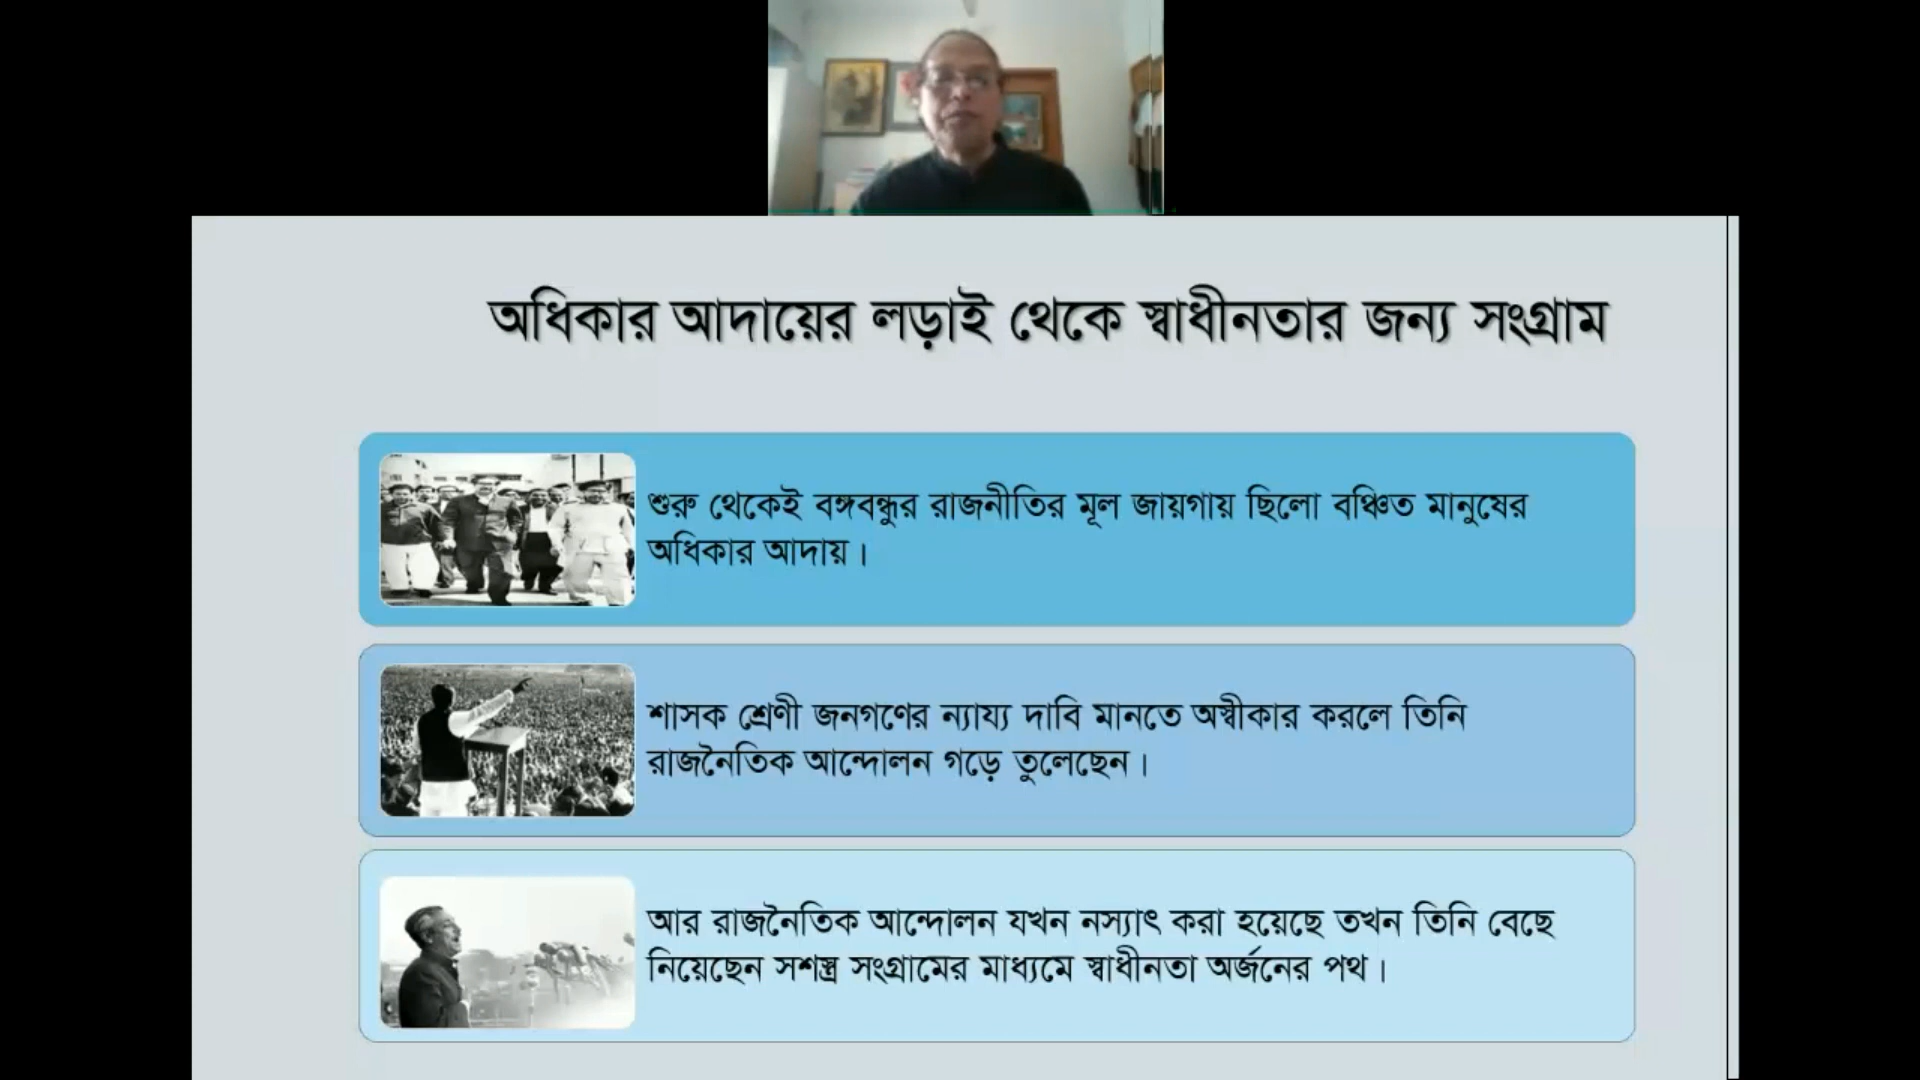 অধিকার আদায়ের লড়াই থেকে স্বাধীনতার জন্য সংগ্রাম
শুরু থেকেই বঙ্গবন্ধুর রাজনীতির মূল জায়গায় ছিলো বঞ্চিত মানুষের
অধিকার আদায়।
শাসক শ্রেণী জনগণের ন্যায্য দাবি মানতে অস্বীকার করলে তিনি
রাজনৈতিক আন্দোলন গড়ে তুলেছেন।
আর রাজনৈতিক আন্দোলন যখন নস্যাৎ করা হয়েছে তখন তিনি বেছে
নিয়েছেন সশস্ত্র সংগ্রামের মাধ্যমে স্বাধীনতা অর্জনের পথ।